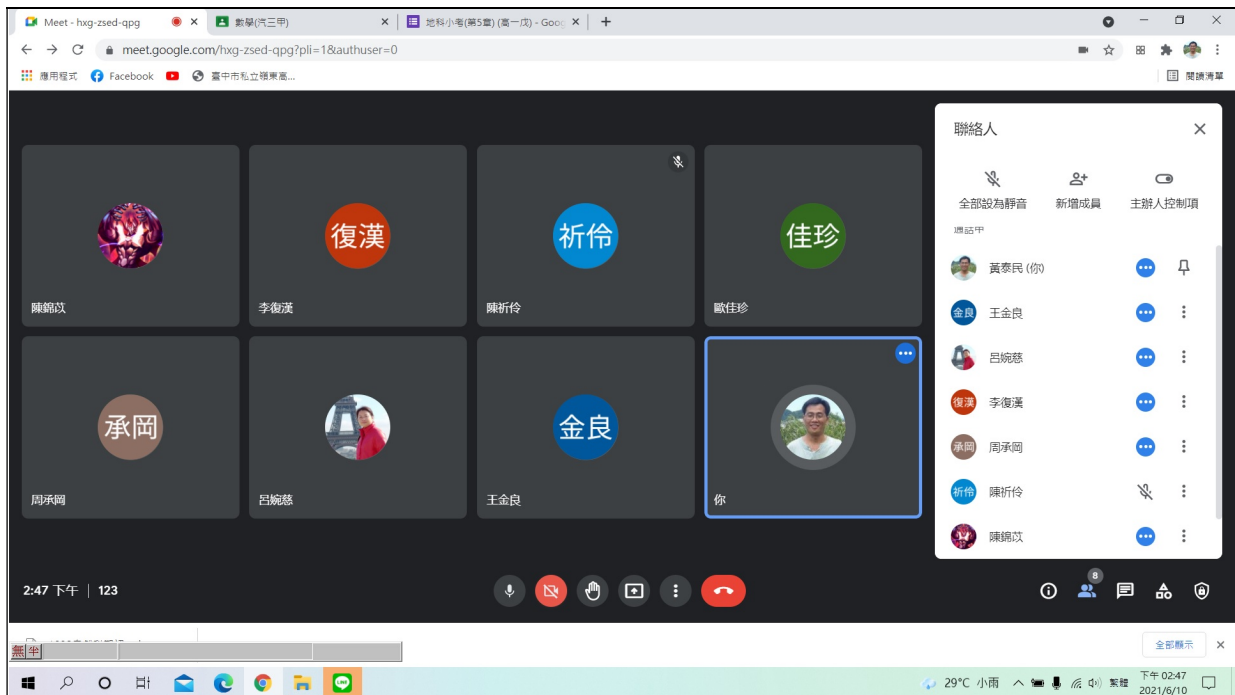 Meet - hxg-zsed-qpg
數學(汽三甲)
地科小考(第5章) (高一戊) - Goo
meet.google.com/hxg-zsed-qpg?pli=1&authuser=0
應用程式
Facebook
臺中市私立嶺東高...
閱讀清單
聯絡人
全部設為靜音
新增成員
主辦人控制項
通話中
復漢
祈伶
佳珍
陳錦苡
李復漢
陳祈伶
歐佳珍
承岡
金良
周承岡
呂婉慈
王金良
你
黃泰民 (你)
金良 王金良
呂婉慈
復漢 李復漢
承岡 周承岡
祈伶 陳祈伶
陳錦苡
2:47 下午 | 123
8
全部顯示
無 半
29°C 小雨
繁體
下午 02:47
2021/6/10